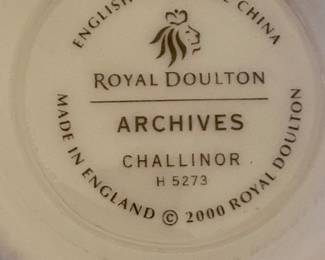 ENGLISH CHINA
ROYAL DOULTON
ARCHIVES
CHALLINOR
H 5273
MADE IN ENGLAND © 2000 ROYAL DOULTON